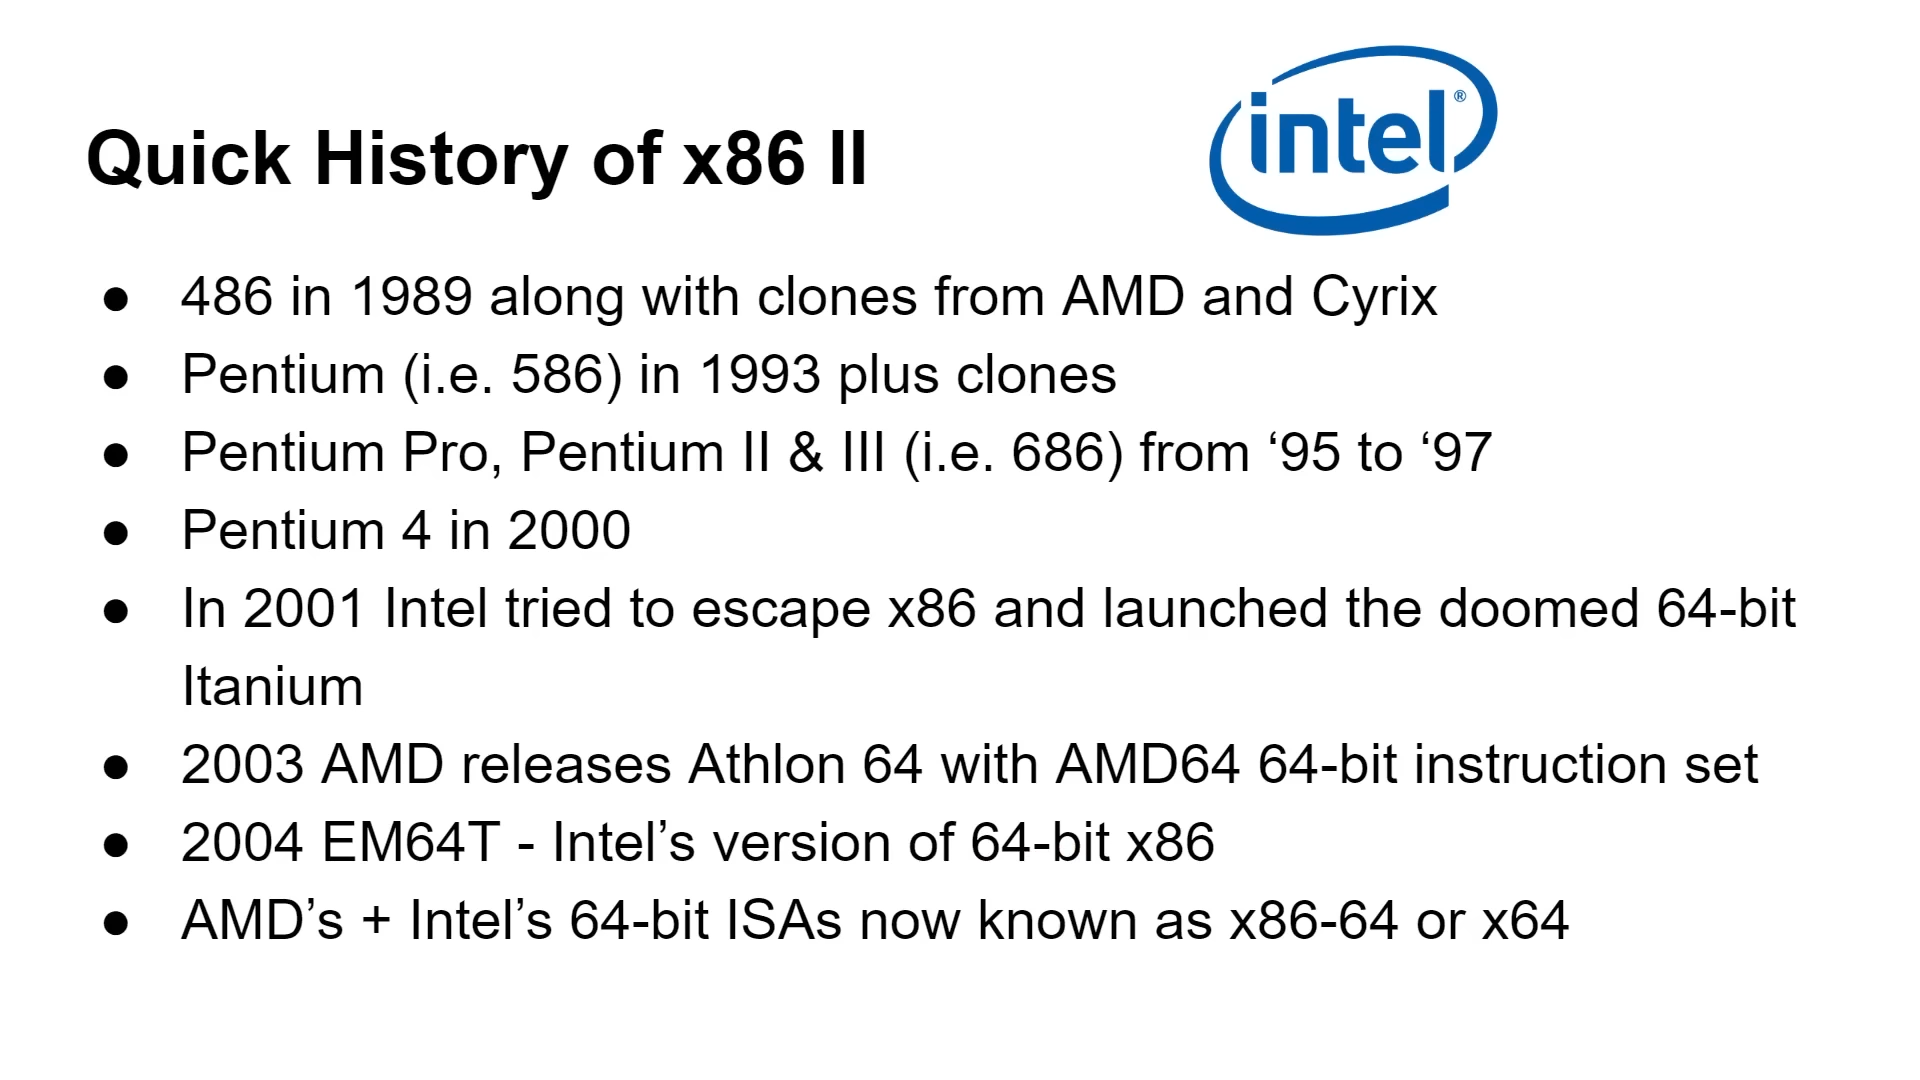 intel®
Quick History of x86 II
● 486 in 1989 along with clones from AMD and Cyrix
● Pentium (i.e. 586) in 1993 plus clones
● Pentium Pro, Pentium II & III (i.e. 686) from ‘95 to ‘97
● Pentium 4 in 2000
● In 2001 Intel tried to escape x86 and launched the doomed 64-bit
Itanium
● 2003 AMD releases Athlon 64 with AMD64 64-bit instruction set
● 2004 EM64T - Intel’s version of 64-bit x86
● AMD’s + Intel’s 64-bit ISAs now known as x86-64 or x64